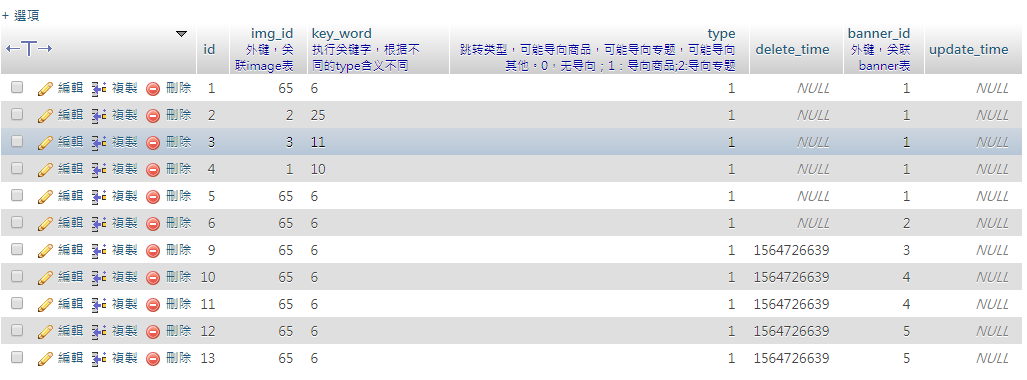 + 選項
←T→ id img_id key_word type delete_time banner_id update_time
外键，关联image表 执行关键字，根据不同的type含义不同 跳转类型，可能导向商品，可能导向专题，可能导向其他。0，无导向；1：导向商品;2:导向专题 外键，关联banner表
編輯 複製 刪除 1 65 6 1 NULL 1 NULL
編輯 複製 刪除 2 2 25 1 NULL 1 NULL
編輯 複製 刪除 3 3 11 1 NULL 1 NULL
編輯 複製 刪除 4 1 10 1 NULL 1 NULL
編輯 複製 刪除 5 65 6 1 NULL 1 NULL
編輯 複製 刪除 6 65 6 1 NULL 2 NULL
編輯 複製 刪除 9 65 6 1 1564726639 3 NULL
編輯 複製 刪除 10 65 6 1 1564726639 4 NULL
編輯 複製 刪除 11 65 6 1 1564726639 4 NULL
編輯 複製 刪除 12 65 6 1 1564726639 5 NULL
編輯 複製 刪除 13 65 6 1 1564726639 5 NULL